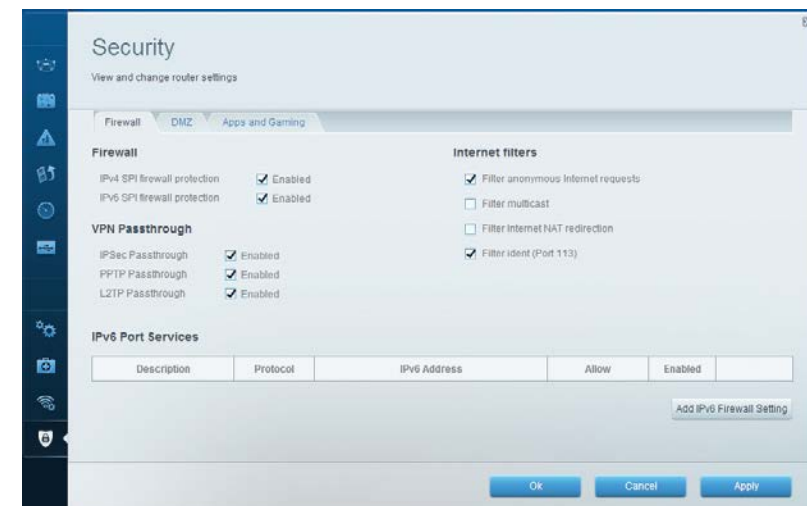 Security
View and change router settings
Firewall DMZ Apps and Gaming
Firewall
IPv4 SPI firewall protection Enabled
IPv6 SPI firewall protection Enabled
VPN Passthrough
IPSec Passthrough Enabled
PPTP Passthrough Enabled
L2TP Passthrough Enabled
Internet filters
Filter anonymous Internet requests
Filter multicast
Filter Internet NAT redirection
Filter ident (Port 113)
IPv6 Port Services
Description Protocol IPv6 Address Allow Enabled
Add IPv6 Firewall Setting
Ok Cancel Apply